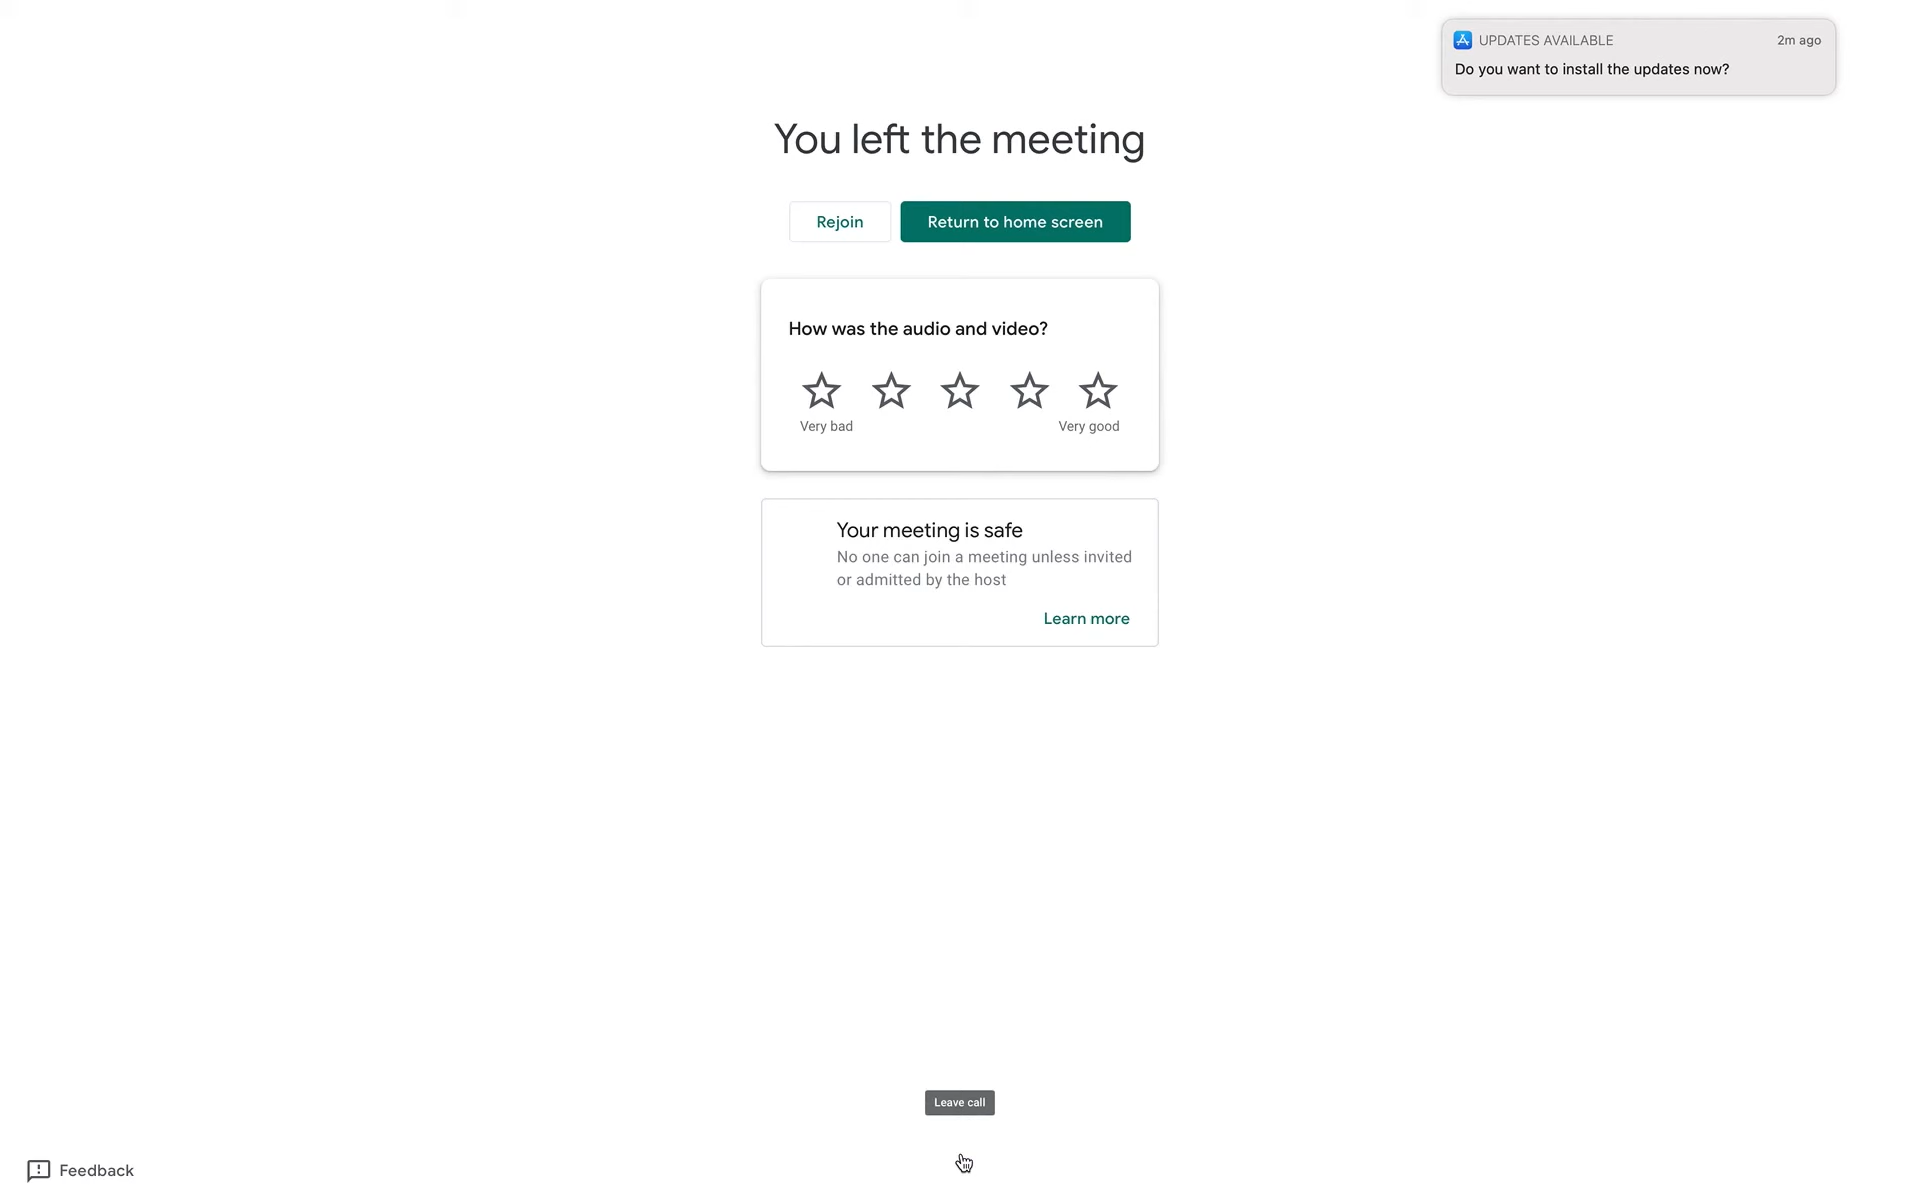 UPDATES AVAILABLE 2m ago
Do you want to install the updates now?
You left the meeting
Rejoin Return to home screen
How was the audio and video?
Very bad Very good
Your meeting is safe
No one can join a meeting unless invited
or admitted by the host
Learn more
Leave call
Feedback